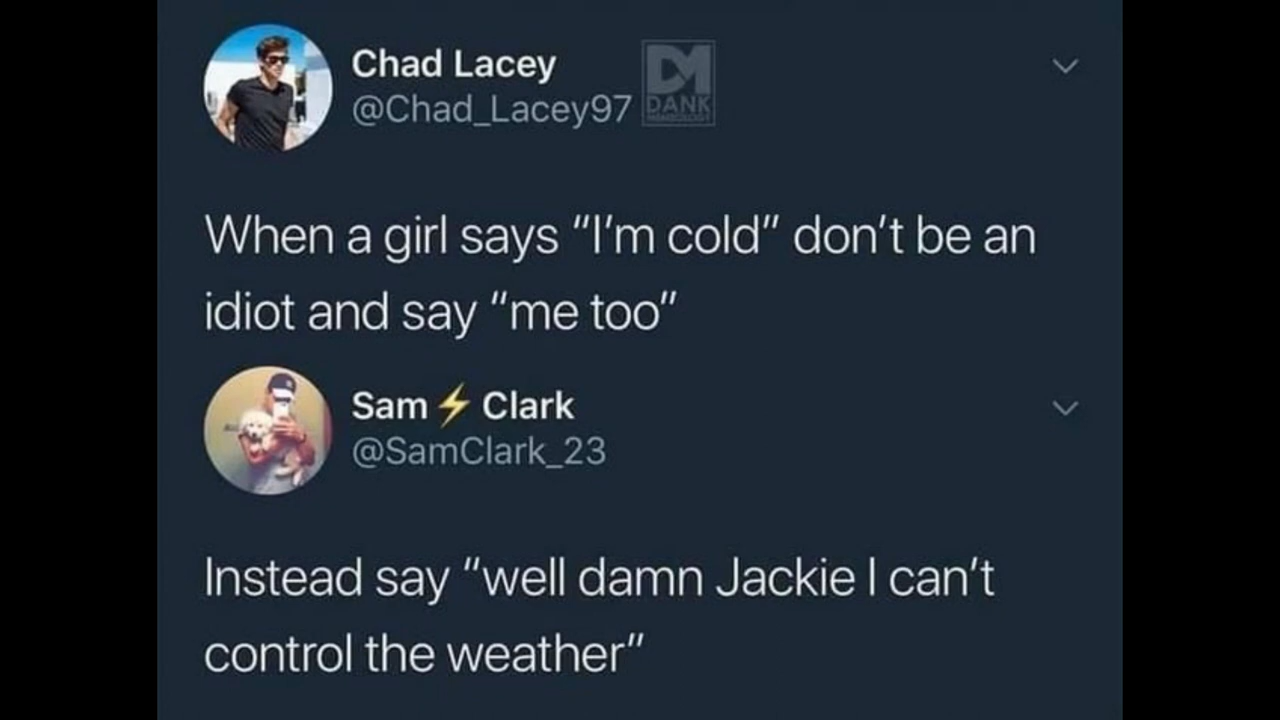 Chad Lacey
@Chad_Lacey97
DM
DANK
When a girl says "I'm cold" don't be an
idiot and say "me too"
Sam⚡Clark
@SamClark_23
Instead say "well damn Jackie I can't
control the weather"